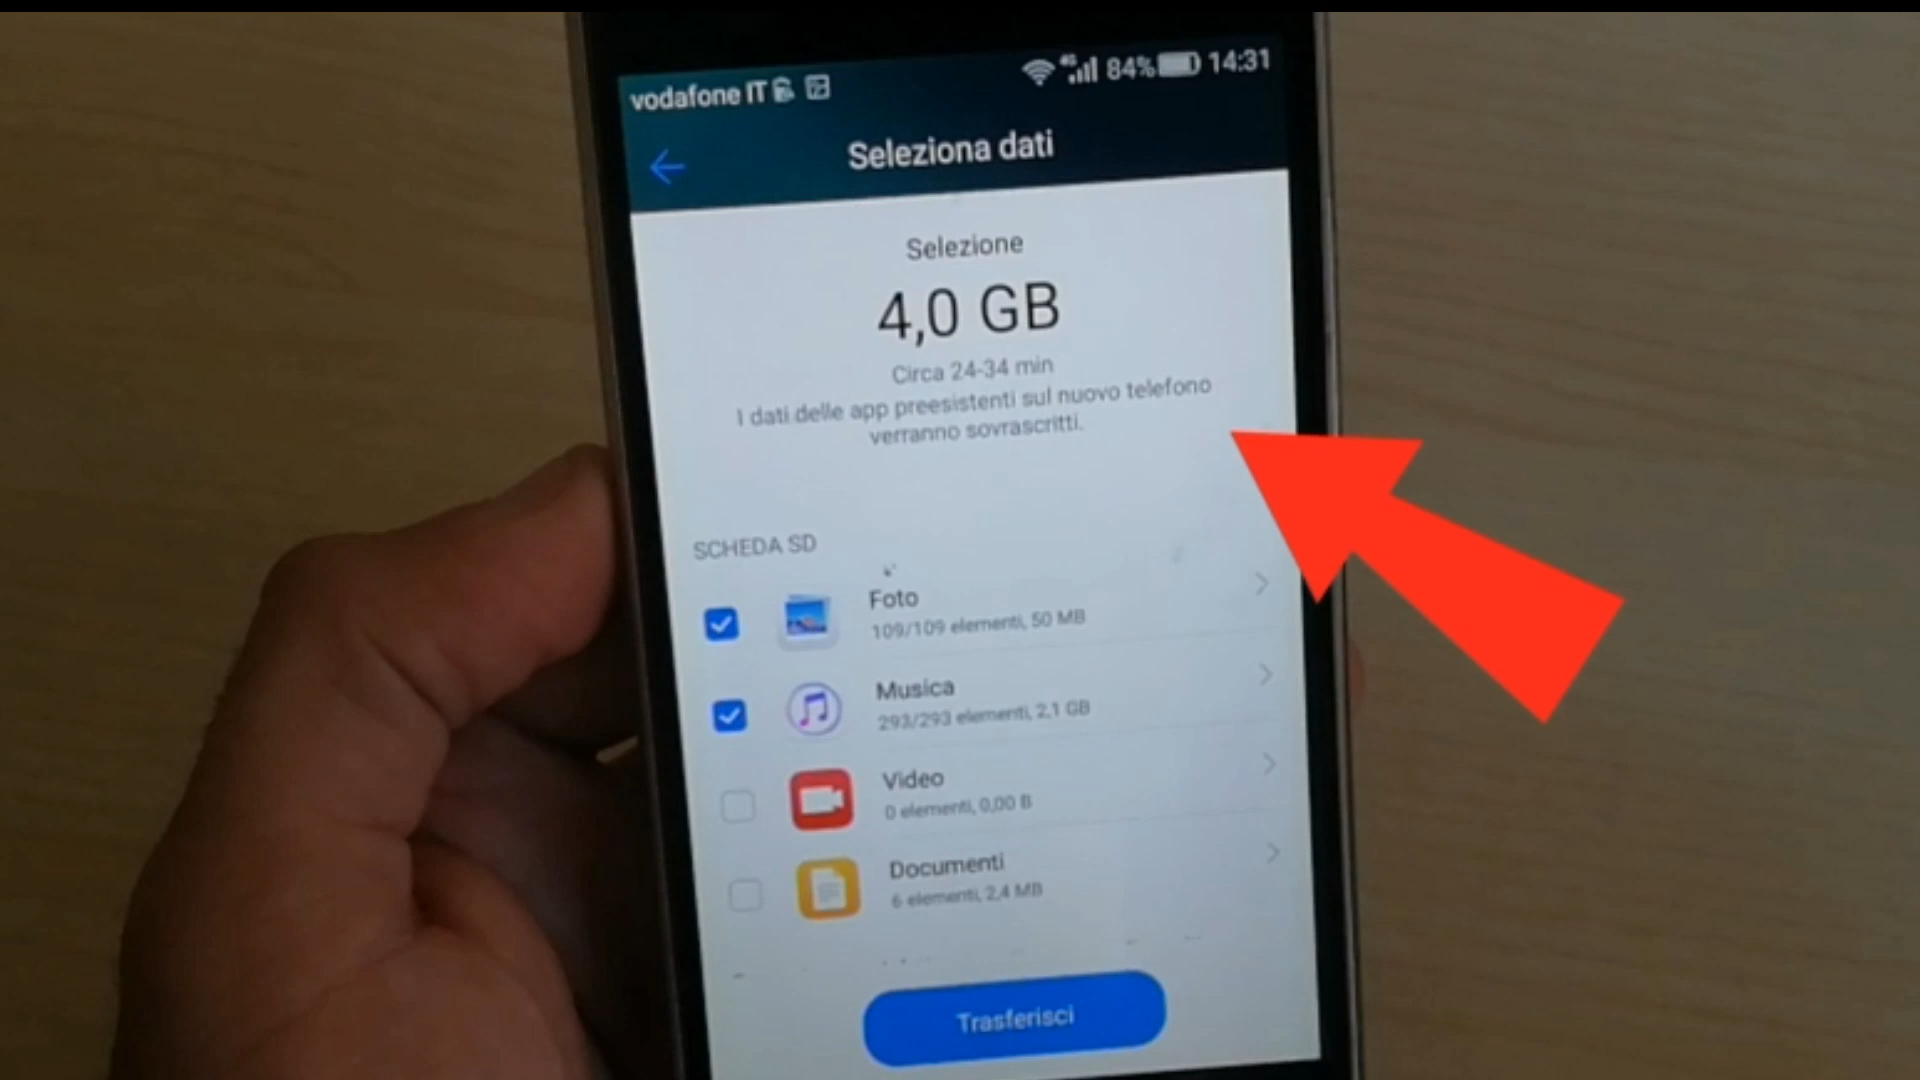 vodafone IT 4G 84% 14:31
Seleziona dati
Selezione
4,0 GB
Circa 24-34 min
I dati delle app preesistenti sul nuovo telefono
verranno sovrascritti.
SCHEDA SD
Foto
109/109 elementi, 50 MB
Musica
293/293 elementi, 2,1 GB
Video
0 elementi, 0,00 B
Documenti
6 elementi, 2,4 MB
Trasferisci